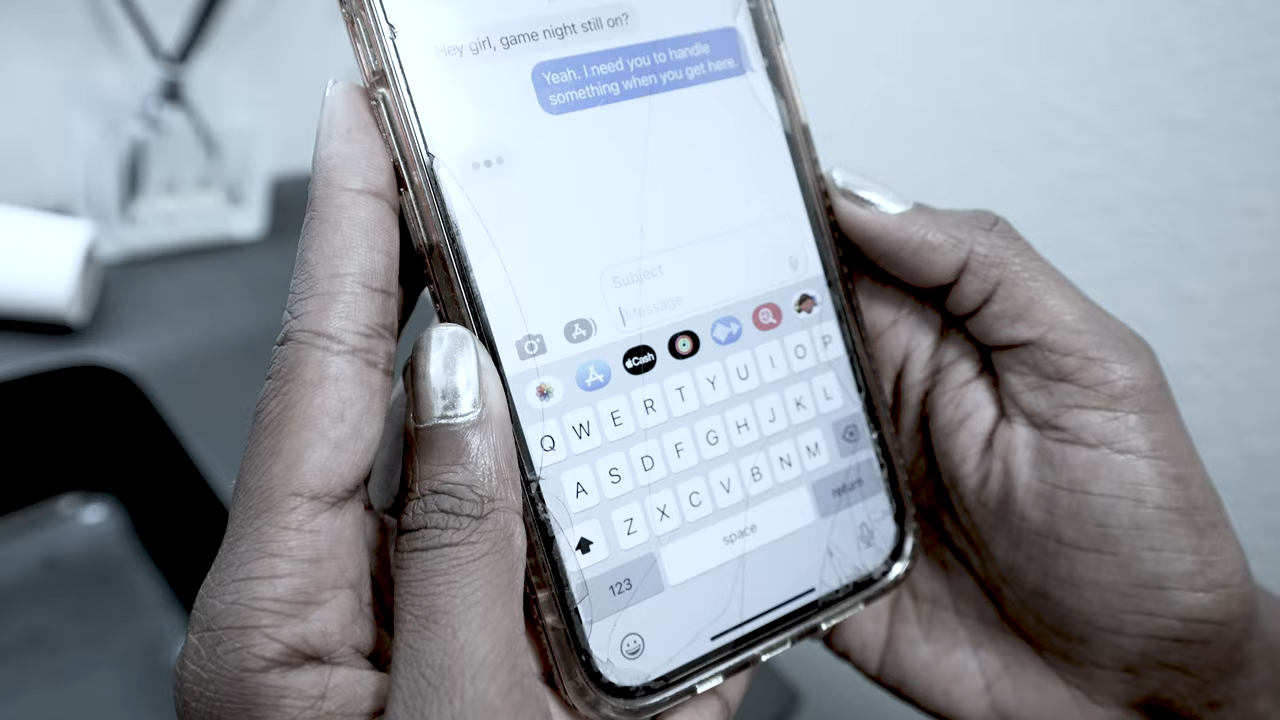 Hey girl, game night still on?
Yeah. I need you to handle
something when you get here.
Subject
Message
Cash
Q W E R T Y U I O P
A S D F G H J K L
Z X C V B N M
123
space
return